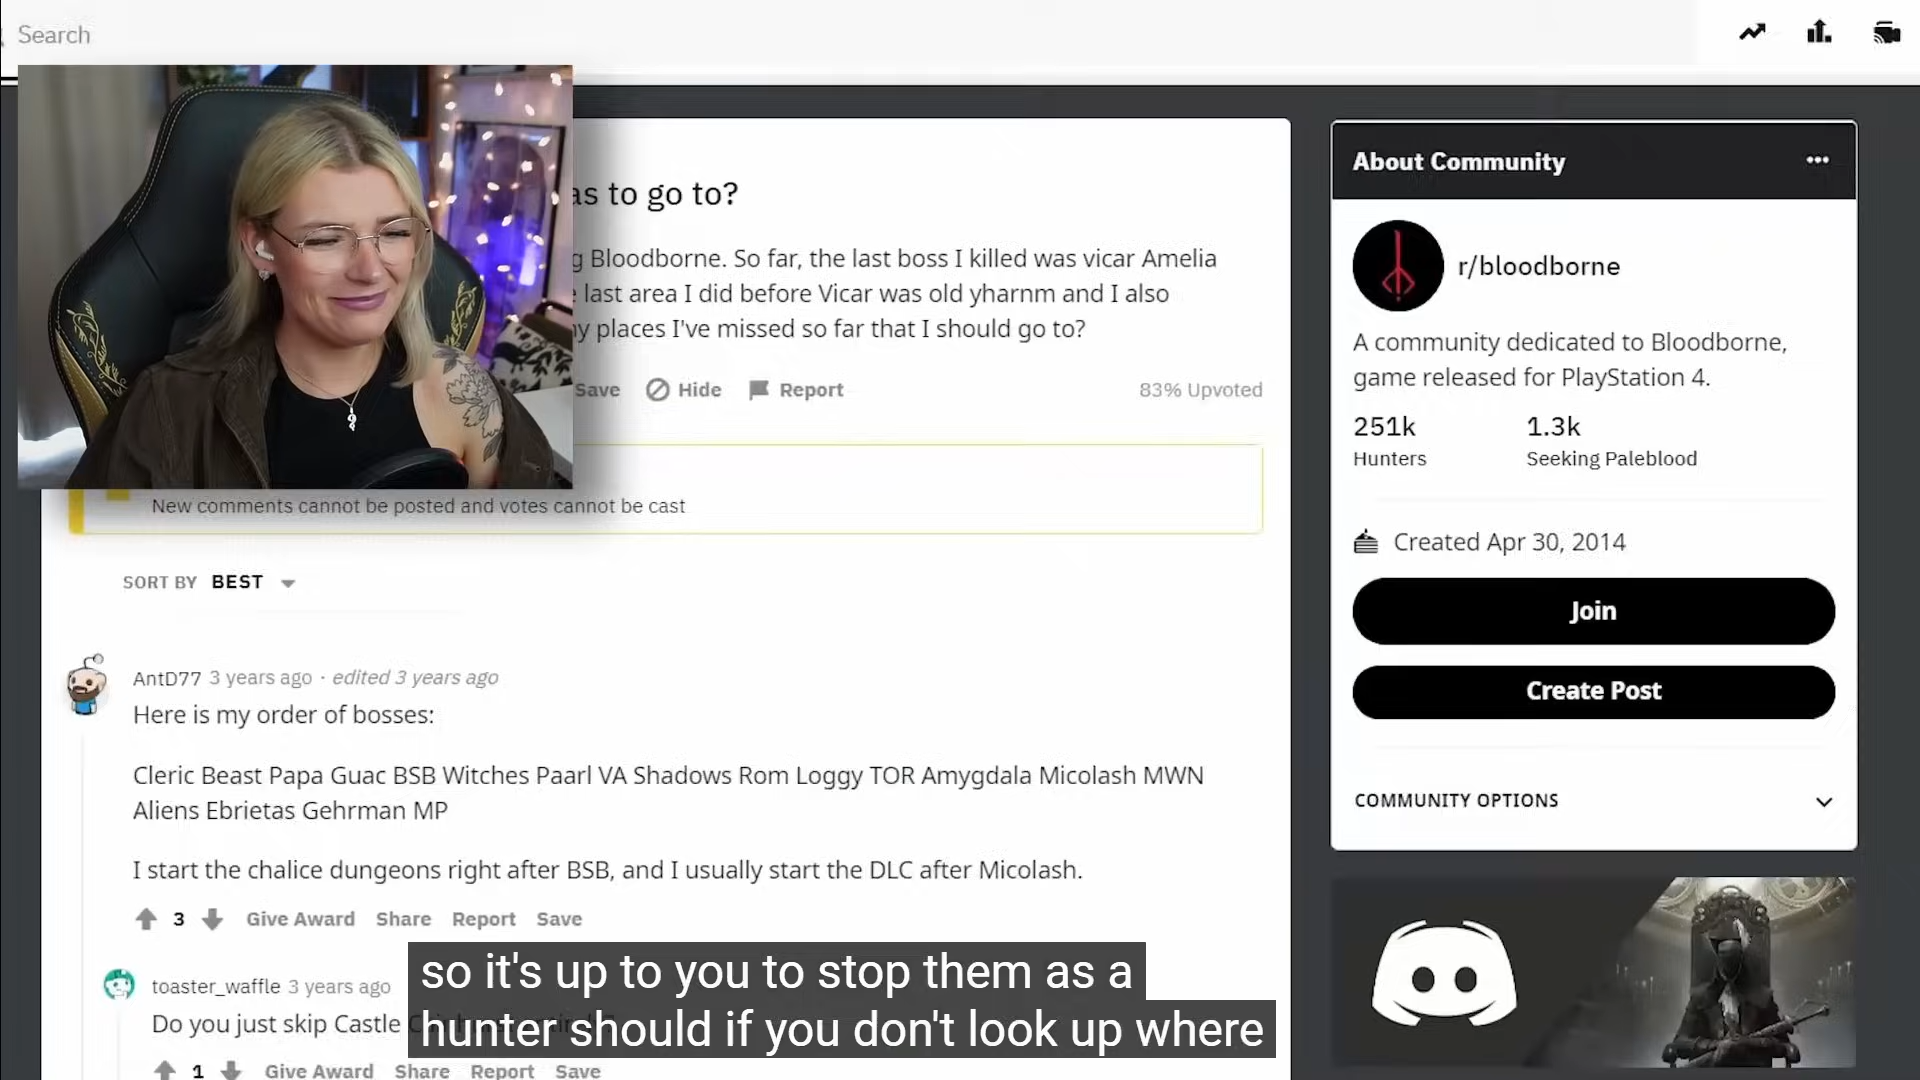 Search
as to go to?
g Bloodborne. So far, the last boss I killed was vicar Amelia
last area I did before Vicar was old yharnm and I also
y places I've missed so far that I should go to?
Save Hide Report 83% Upvoted
New comments cannot be posted and votes cannot be cast
SORT BY BEST
AntD77 3 years ago · edited 3 years ago
Here is my order of bosses:
Cleric Beast Papa Guac BSB Witches Paarl VA Shadows Rom Loggy TOR Amygdala Micolash MWN
Aliens Ebrietas Gehrman MP
I start the chalice dungeons right after BSB, and I usually start the DLC after Micolash.
3 Give Award Share Report Save
toaster_waffle 3 years ago
Do you just skip Castle
1 Give Award Share Report Save
so it's up to you to stop them as a
hunter should if you don't look up where
About Community
r/bloodborne
A community dedicated to Bloodborne,
game released for PlayStation 4.
251k 1.3k
Hunters Seeking Paleblood
Created Apr 30, 2014
Join
Create Post
COMMUNITY OPTIONS